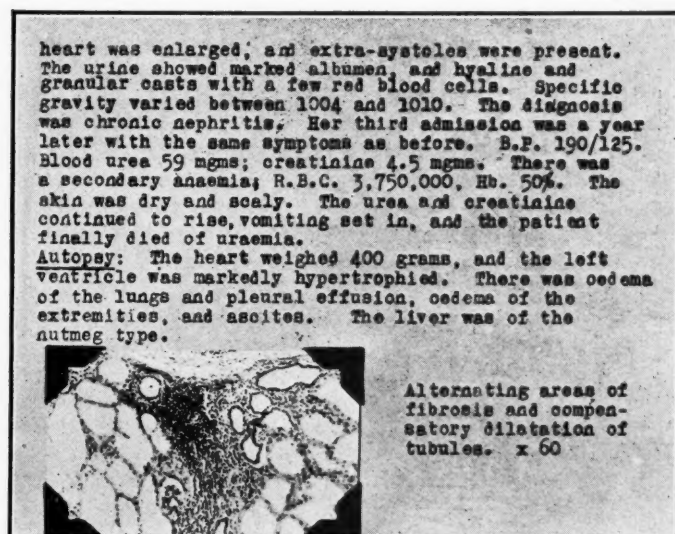 heart was enlarged, and extra-systoles were present.
The urine showed marked albumen, and hyaline and
granular casts with a few red blood cells. Specific
gravity varied between 1004 and 1010. The diagnosis
was chronic nephritis. Her third admission was a year
later with the same symptoms as before. B.P. 190/125.
Blood urea 59 mgms; creatinine 4.5 mgms. There was
a secondary anaemia; R.B.C. 3,750,000, Hb. 50%. The
skin was dry and scaly. The urea and creatinine
continued to rise, vomiting set in, and the patient
finally died of uraemia.
Autopsy: The heart weighed 400 grams, and the left
ventricle was markedly hypertrophied. There was oedema
of the lungs and pleural effusion, oedema of the
extremities, and ascites. The liver was of the
nutmeg type.
Alternating areas of
fibrosis and compen-
satory dilatation of
tubules. x 60